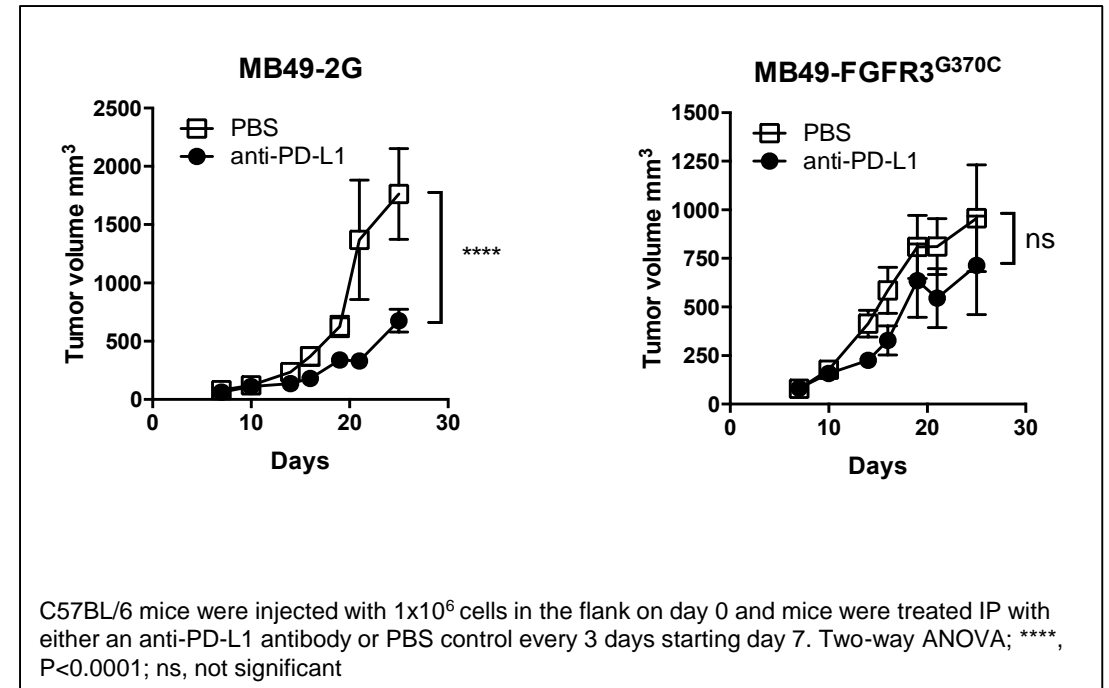 MB49-2G
2500
2000
1500
1000
500
0
Tumor volume mm³
PBS
anti-PD-L1
****
0 10 20 30
Days
MB49-FGFR3^G370C
1500
1250
1000
750
500
250
0
Tumor volume mm³
PBS
anti-PD-L1
ns
0 10 20 30
Days
C57BL/6 mice were injected with 1x10⁶ cells in the flank on day 0 and mice were treated IP with
either an anti-PD-L1 antibody or PBS control every 3 days starting day 7. Two-way ANOVA; ****,
P<0.0001; ns, not significant